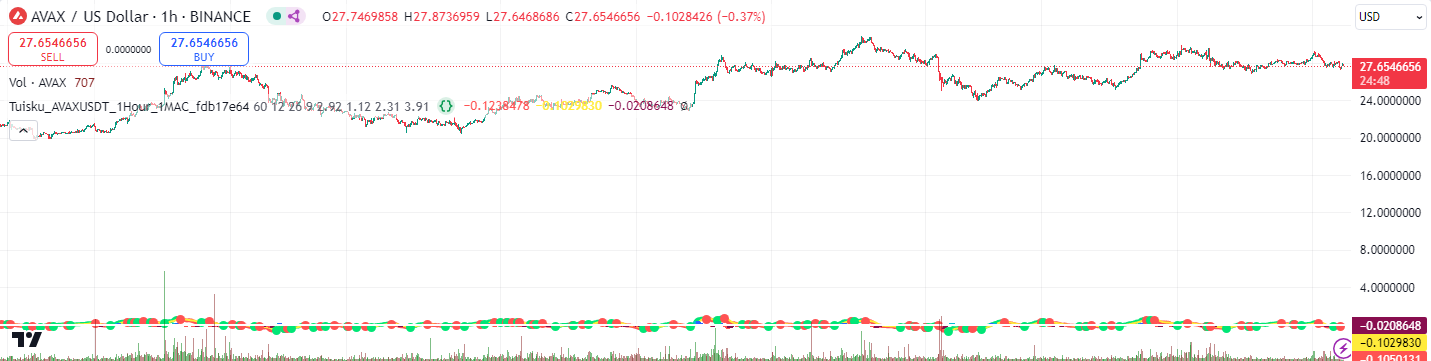 AVAX / US Dollar · 1h · BINANCE O27.7469858 H27.8736959 L27.6468686 C27.6546656 −0.1028426 (−0.37%)
USD
27.6546656 SELL 0.0000000 27.6546656 BUY
Vol · AVAX 707
Tuisku_AVAXUSDT_1Hour_1MAC_fdb17e64 60 12 26 9 2.92 1.12 2.31 3.91 −0.1238478 −0.1029830 −0.0208648 ø
27.6546656
24:48
24.0000000
20.0000000
16.0000000
12.0000000
8.0000000
4.0000000
−0.0208648
−0.1029830
−0.1050131